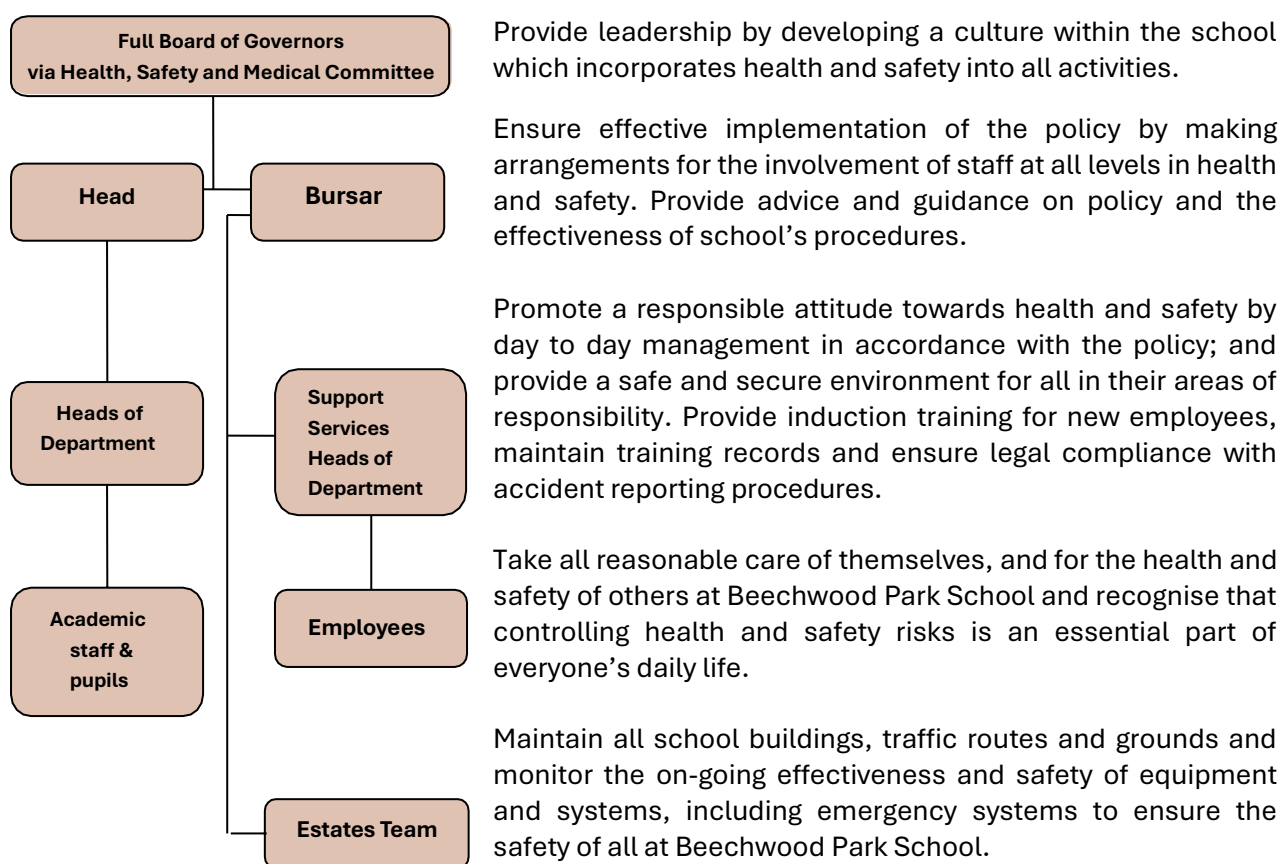 Full Board of Governors
via Health, Safety and Medical Committee
Provide leadership by developing a culture within the school
which incorporates health and safety into all activities.
Head
Bursar
Ensure effective implementation of the policy by making
arrangements for the involvement of staff at all levels in health
and safety. Provide advice and guidance on policy and the
effectiveness of school’s procedures.
Heads of
Department
Support
Services
Heads of
Department
Promote a responsible attitude towards health and safety by
day to day management in accordance with the policy; and
provide a safe and secure environment for all in their areas of
responsibility. Provide induction training for new employees,
maintain training records and ensure legal compliance with
accident reporting procedures.
Academic
staff &
pupils
Employees
Take all reasonable care of themselves, and for the health and
safety of others at Beechwood Park School and recognise that
controlling health and safety risks is an essential part of
everyone’s daily life.
Estates Team
Maintain all school buildings, traffic routes and grounds and
monitor the on-going effectiveness and safety of equipment
and systems, including emergency systems to ensure the
safety of all at Beechwood Park School.